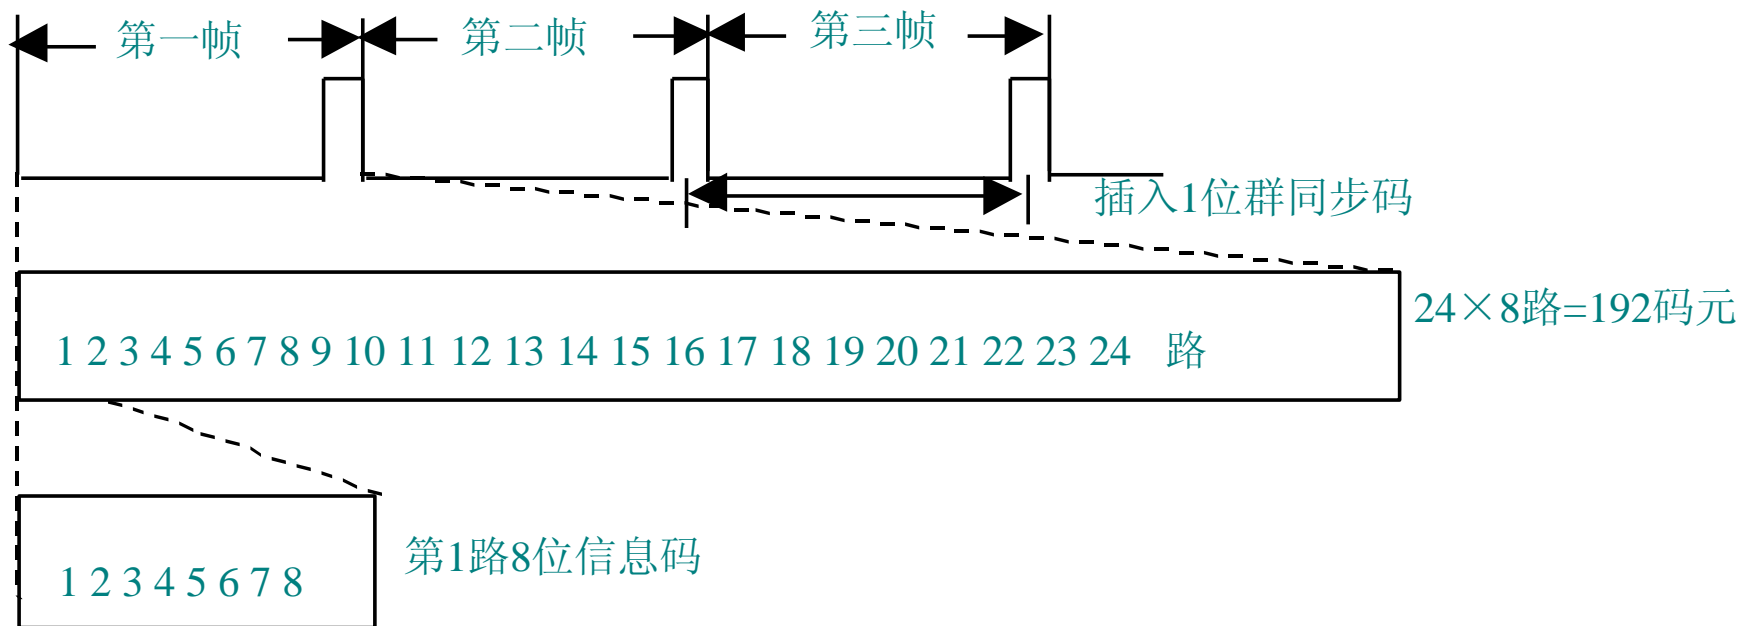 第一帧 第二帧 第三帧
插入1位群同步码
24×8路=192码元
1 2 3 4 5 6 7 8 9 10 11 12 13 14 15 16 17 18 19 20 21 22 23 24 路
第1路8位信息码
1 2 3 4 5 6 7 8